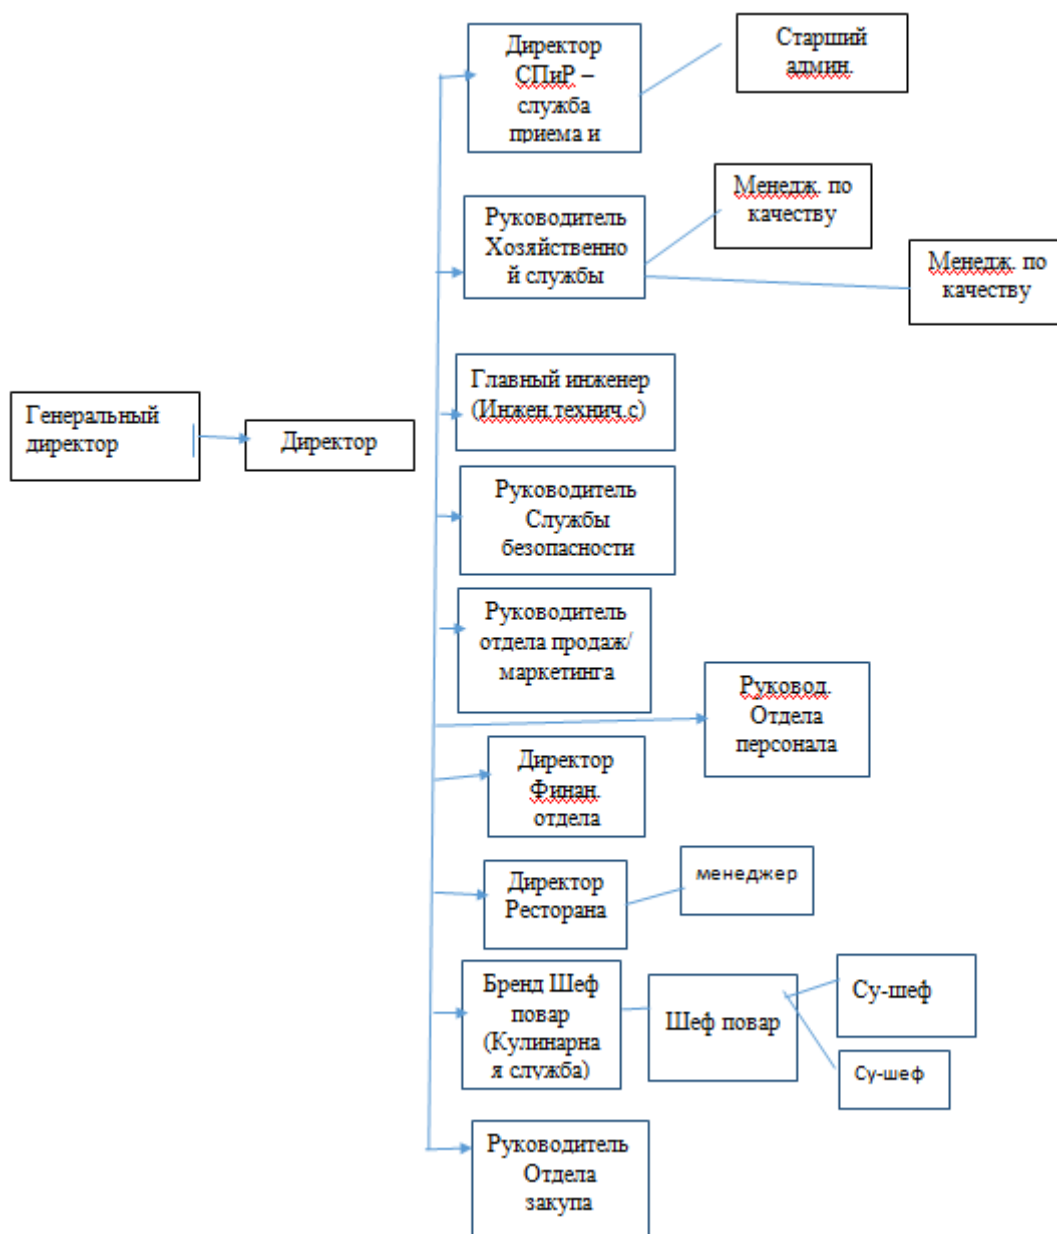 Генеральный
директор
Директор
Директор
СПиР –
служба
приема и
Старший
админ.
Руководитель
Хозяйственно
й службы
Менедж. по
качеству
Менедж. по
качеству
Главный инженер
(Инжен.технич.с)
Руководитель
Службы
безопасности
Руководитель
отдела продаж/
маркетинга
Руковод.
Отдела
персонала
Директор
Финан.
отдела
Директор
Ресторана
менеджер
Бренд Шеф
повар
(Кулинарна
я служба)
Шеф повар
Су-шеф
Су-шеф
Руководитель
Отдела
закупа